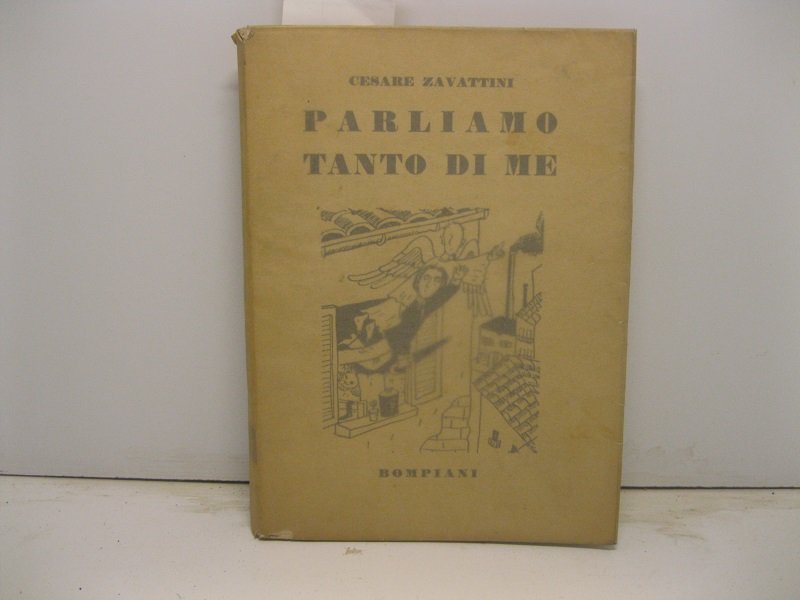 CESARE ZAVATTINI
PARLIAMO
TANTO DI ME
BOMPIANI